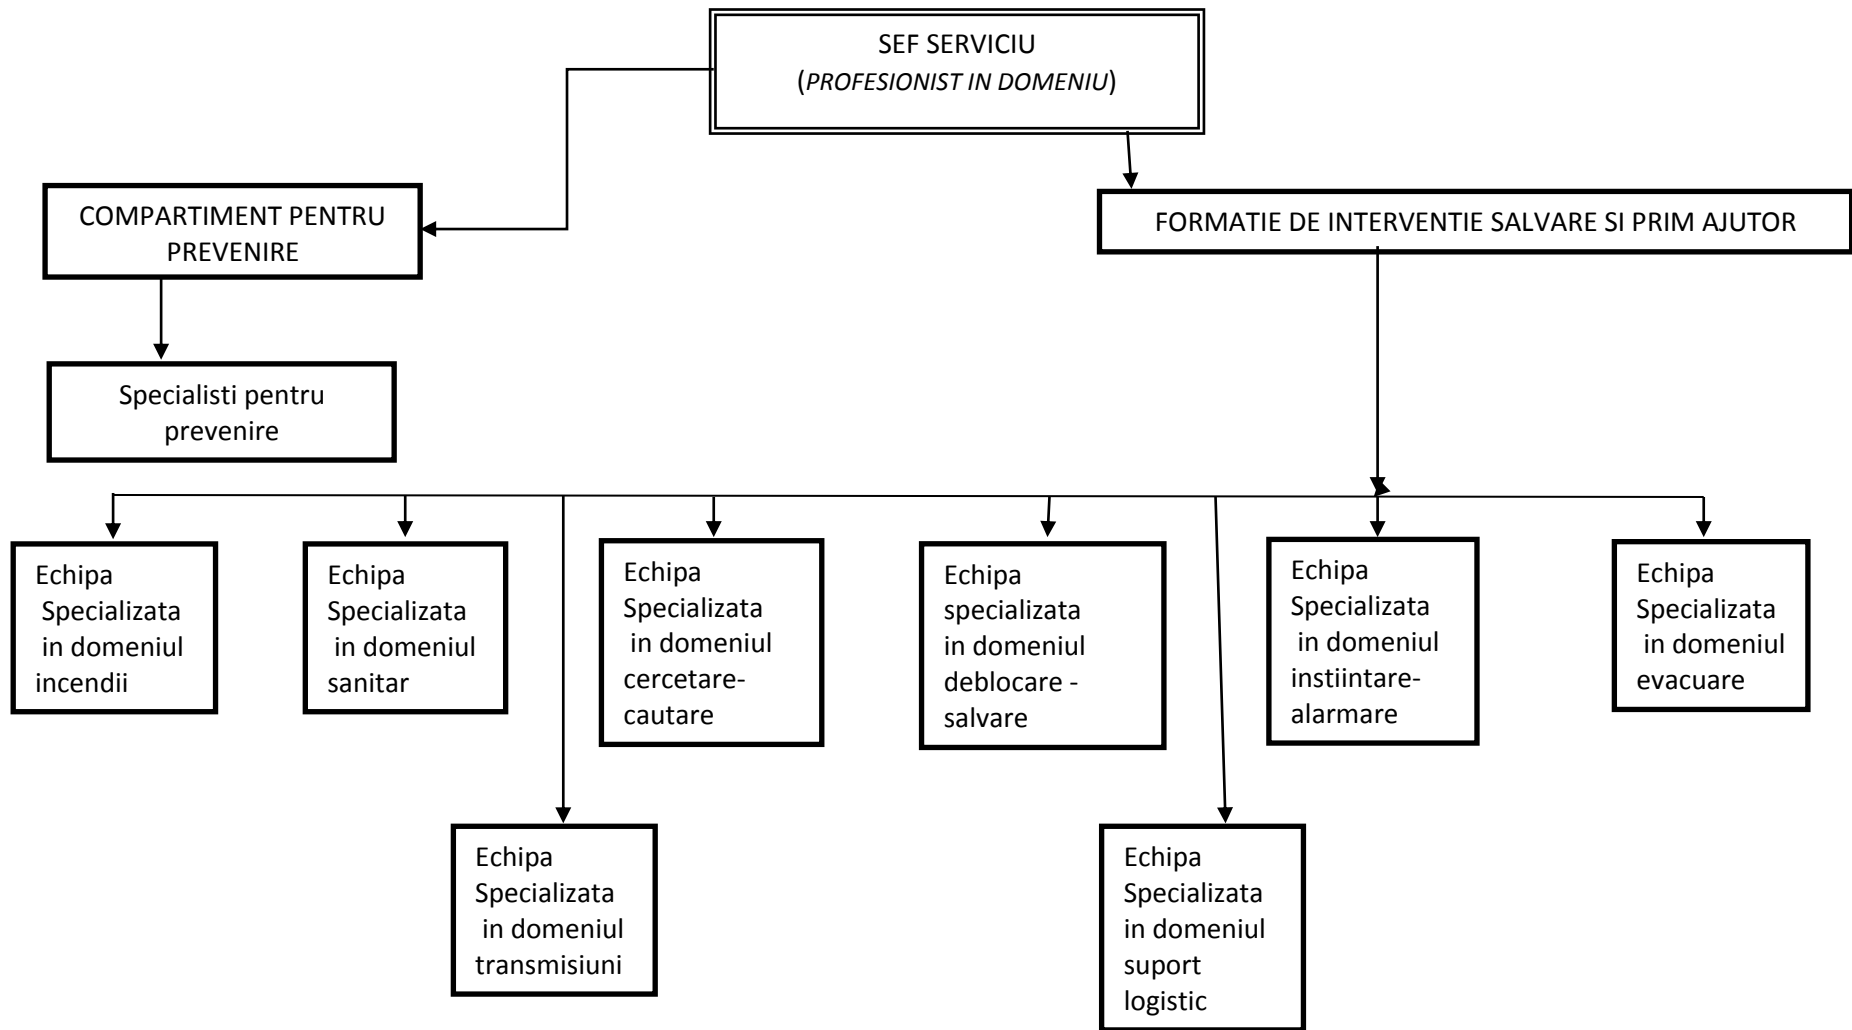 SEF SERVICIU
(PROFESIONIST IN DOMENIU)
COMPARTIMENT PENTRU
PREVENIRE
FORMATIE DE INTERVENTIE SALVARE SI PRIM AJUTOR
Specialisti pentru
prevenire
Echipa
Specializata
in domeniul
incendii
Echipa
Specializata
in domeniul
sanitar
Echipa
Specializata
in domeniul
cercetare-
cautare
Echipa
specializata
in domeniul
deblocare -
salvare
Echipa
Specializata
in domeniul
instiintare-
alarmare
Echipa
Specializata
in domeniul
evacuare
Echipa
Specializata
in domeniul
transmisiuni
Echipa
Specializata
in domeniul
suport
logistic